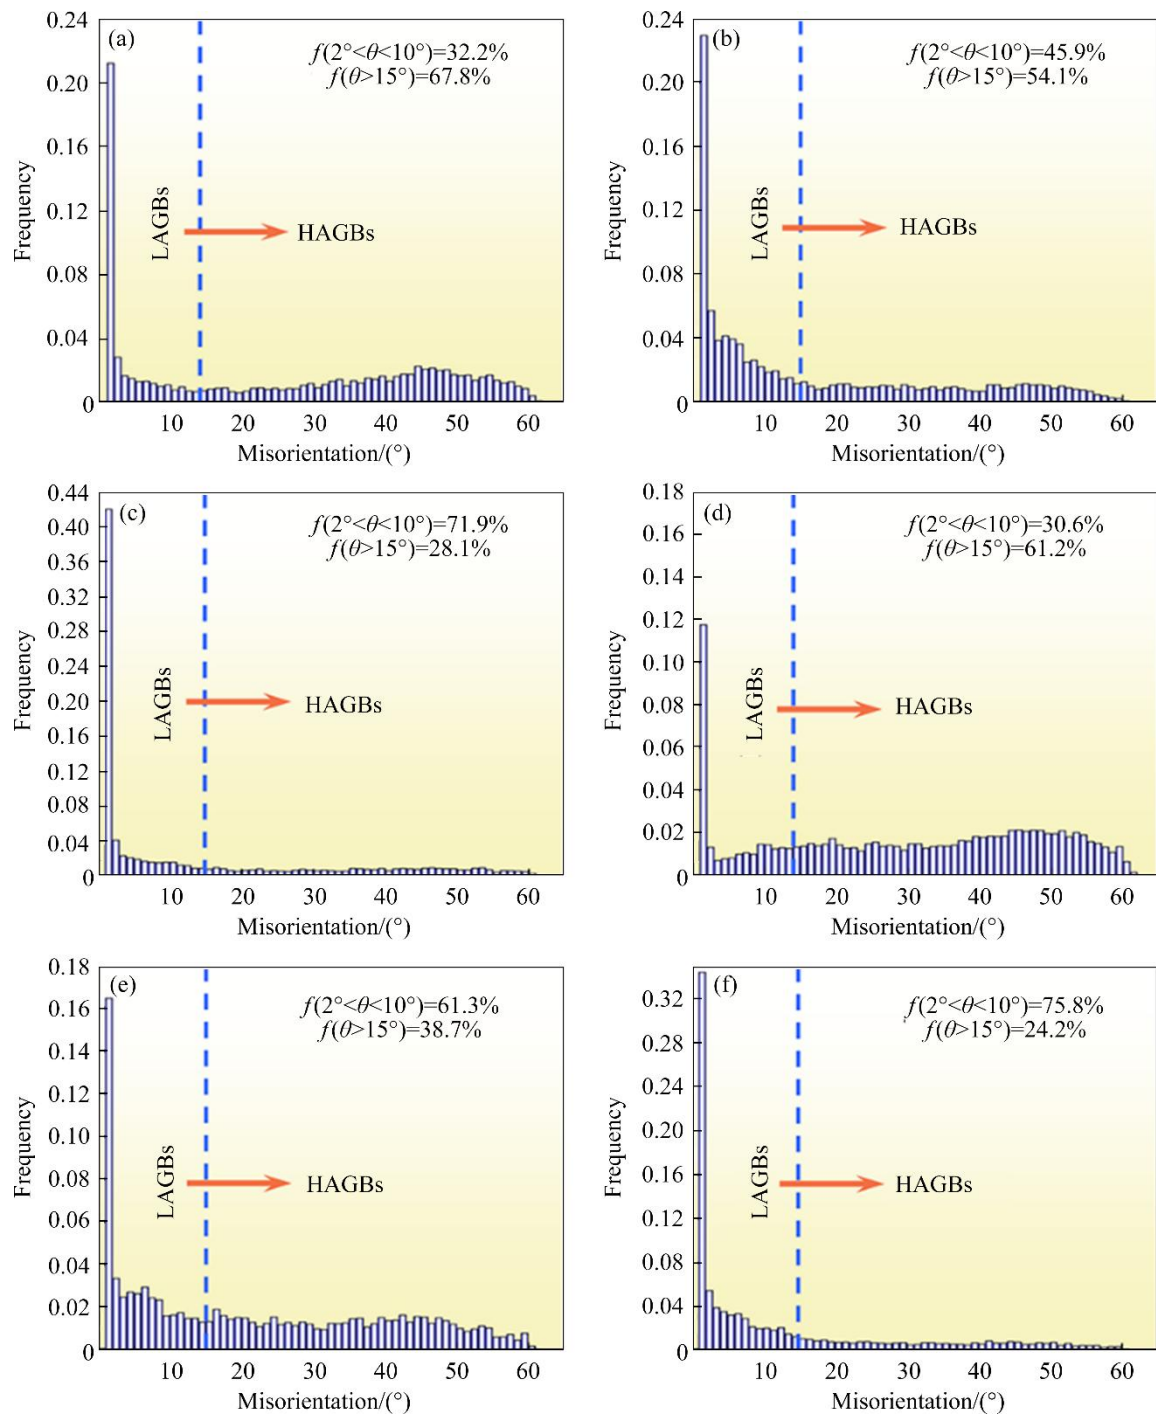 (a)
f(2°<θ<10°)=32.2%
f(θ>15°)=67.8%
0.24
0.20
0.16
0.12
0.08
0.04
0
Frequency
LAGBs
HAGBs
10 20 30 40 50 60
Misorientation/(°)
(b)
f(2°<θ<10°)=45.9%
f(θ>15°)=54.1%
0.24
0.20
0.16
0.12
0.08
0.04
0
Frequency
LAGBs
HAGBs
10 20 30 40 50 60
Misorientation/(°)
(c)
f(2°<θ<10°)=71.9%
f(θ>15°)=28.1%
0.44
0.40
0.36
0.32
0.28
0.24
0.20
0.16
0.12
0.08
0.04
0
Frequency
LAGBs
HAGBs
10 20 30 40 50 60
Misorientation/(°)
(d)
f(2°<θ<10°)=30.6%
f(θ>15°)=61.2%
0.18
0.16
0.14
0.12
0.10
0.08
0.06
0.04
0.02
0
Frequency
LAGBs
HAGBs
10 20 30 40 50 60
Misorientation/(°)
(e)
f(2°<θ<10°)=61.3%
f(θ>15°)=38.7%
0.18
0.16
0.14
0.12
0.10
0.08
0.06
0.04
0.02
0
Frequency
LAGBs
HAGBs
10 20 30 40 50 60
Misorientation/(°)
(f)
f(2°<θ<10°)=75.8%
f(θ>15°)=24.2%
0.32
0.28
0.24
0.20
0.16
0.12
0.08
0.04
0
Frequency
LAGBs
HAGBs
10 20 30 40 50 60
Misorientation/(°)